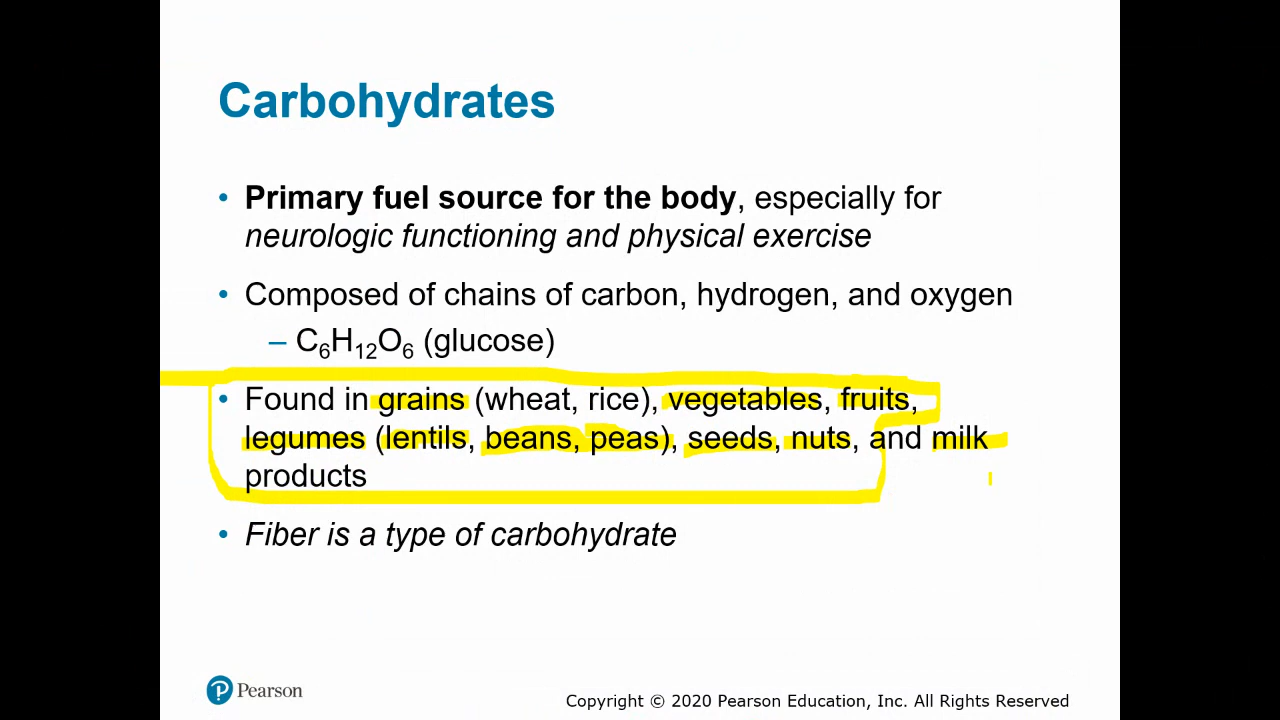 Carbohydrates
• Primary fuel source for the body, especially for
neurologic functioning and physical exercise
• Composed of chains of carbon, hydrogen, and oxygen
– C₆H₁₂O₆ (glucose)
• Found in grains (wheat, rice), vegetables, fruits,
legumes (lentils, beans, peas), seeds, nuts, and milk
products
• Fiber is a type of carbohydrate
Pearson
Copyright © 2020 Pearson Education, Inc. All Rights Reserved